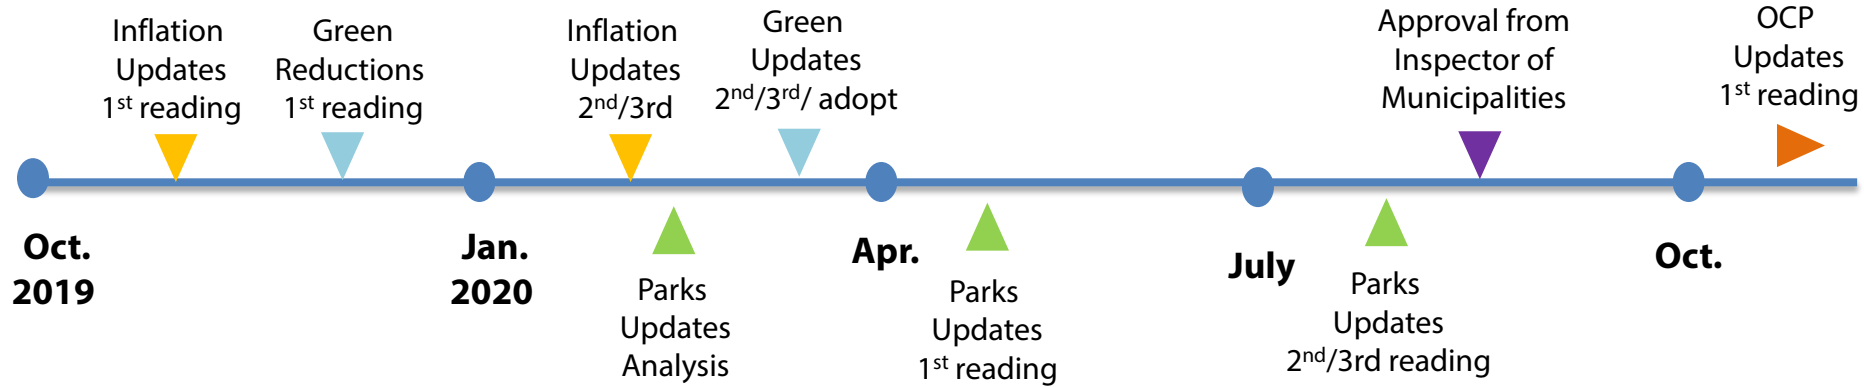 Inflation
Updates
1st reading
Green
Reductions
1st reading
Inflation
Updates
2nd/3rd
Green
Updates
2nd/3rd/ adopt
Approval from
Inspector of
Municipalities
OCP
Updates
1st reading
Oct.
2019
Jan.
2020
Apr.
July
Oct.
Parks
Updates
Analysis
Parks
Updates
1st reading
Parks
Updates
2nd/3rd reading